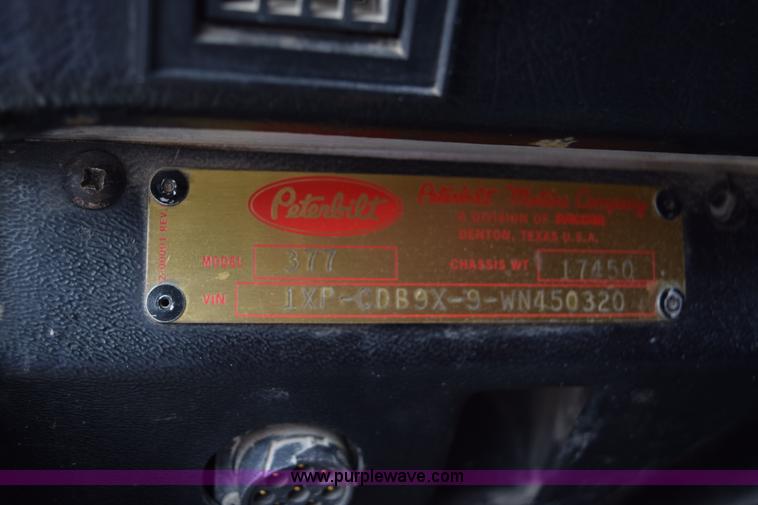 Peterbilt
Peterbilt Motors Company
A DIVISION OF PACCAR
DENTON, TEXAS U.S.A.
MODEL 377 CHASSIS WT 17450
VIN 1XP-CDB9X-9-WN450320
www.purplewave.com